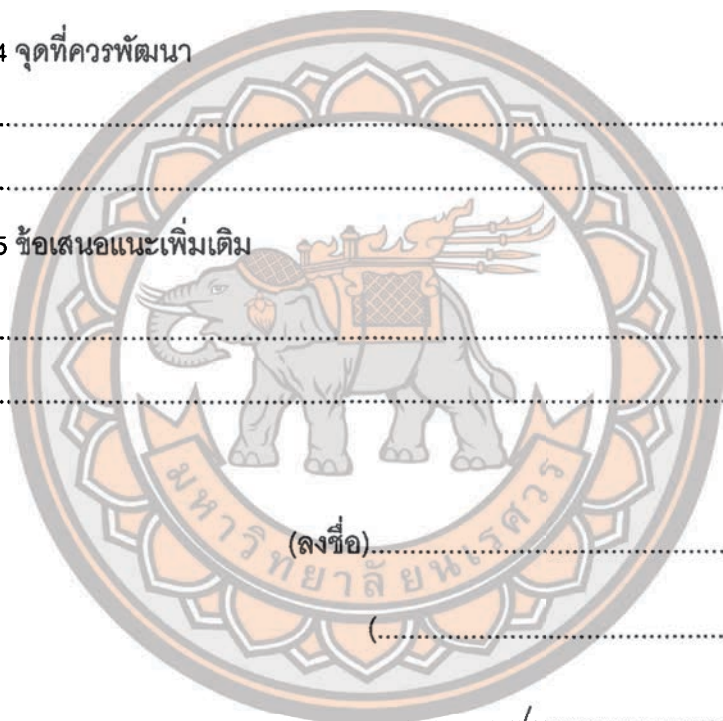 4 จุดที่ควรพัฒนา
................................................................
................................................................
5 ข้อเสนอแนะเพิ่มเติม
................................................................
................................................................
(ลงชื่อ)................................
(................................
/
มหาวิทยาลัยนเรศวร